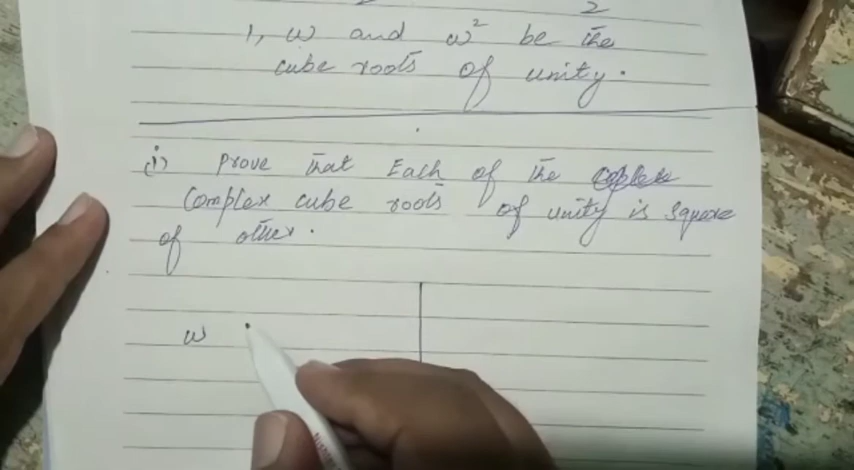 2
1, ω and ω² be the
cube roots of unity.
i) Prove that Each of the
Complex cube roots of unity is square
of other.
ω